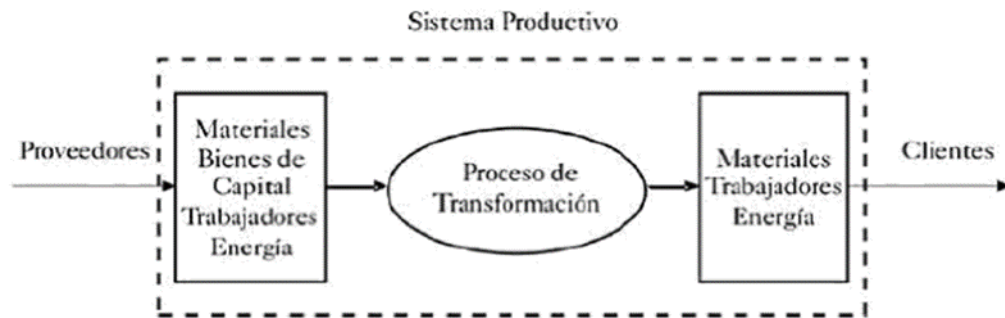 Sistema Productivo
Proveedores
Materiales
Bienes de
Capital
Trabajadores
Energía
Proceso de
Transformación
Materiales
Trabajadores
Energía
Clientes